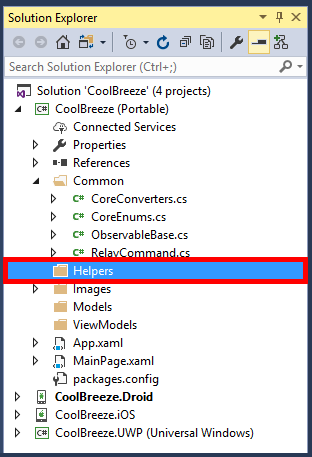 Solution Explorer
Search Solution Explorer (Ctrl+;)
Solution 'CoolBreeze' (4 projects)
C# CoolBreeze (Portable)
Connected Services
Properties
References
Common
C# CoreConverters.cs
C# CoreEnums.cs
C# ObservableBase.cs
C# RelayCommand.cs
Helpers
Images
Models
ViewModels
App.xaml
MainPage.xaml
packages.config
CoolBreeze.Droid
CoolBreeze.iOS
C# CoolBreeze.UWP (Universal Windows)